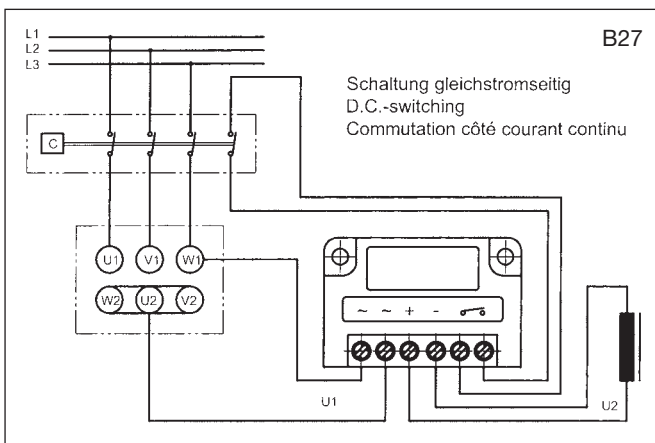 B27
L1
L2
L3
Schaltung gleichstromseitig
D.C.-switching
Commutation côté courant continu
C
U1 V1 W1
W2 U2 V2
~ ~ + -
U1
U2